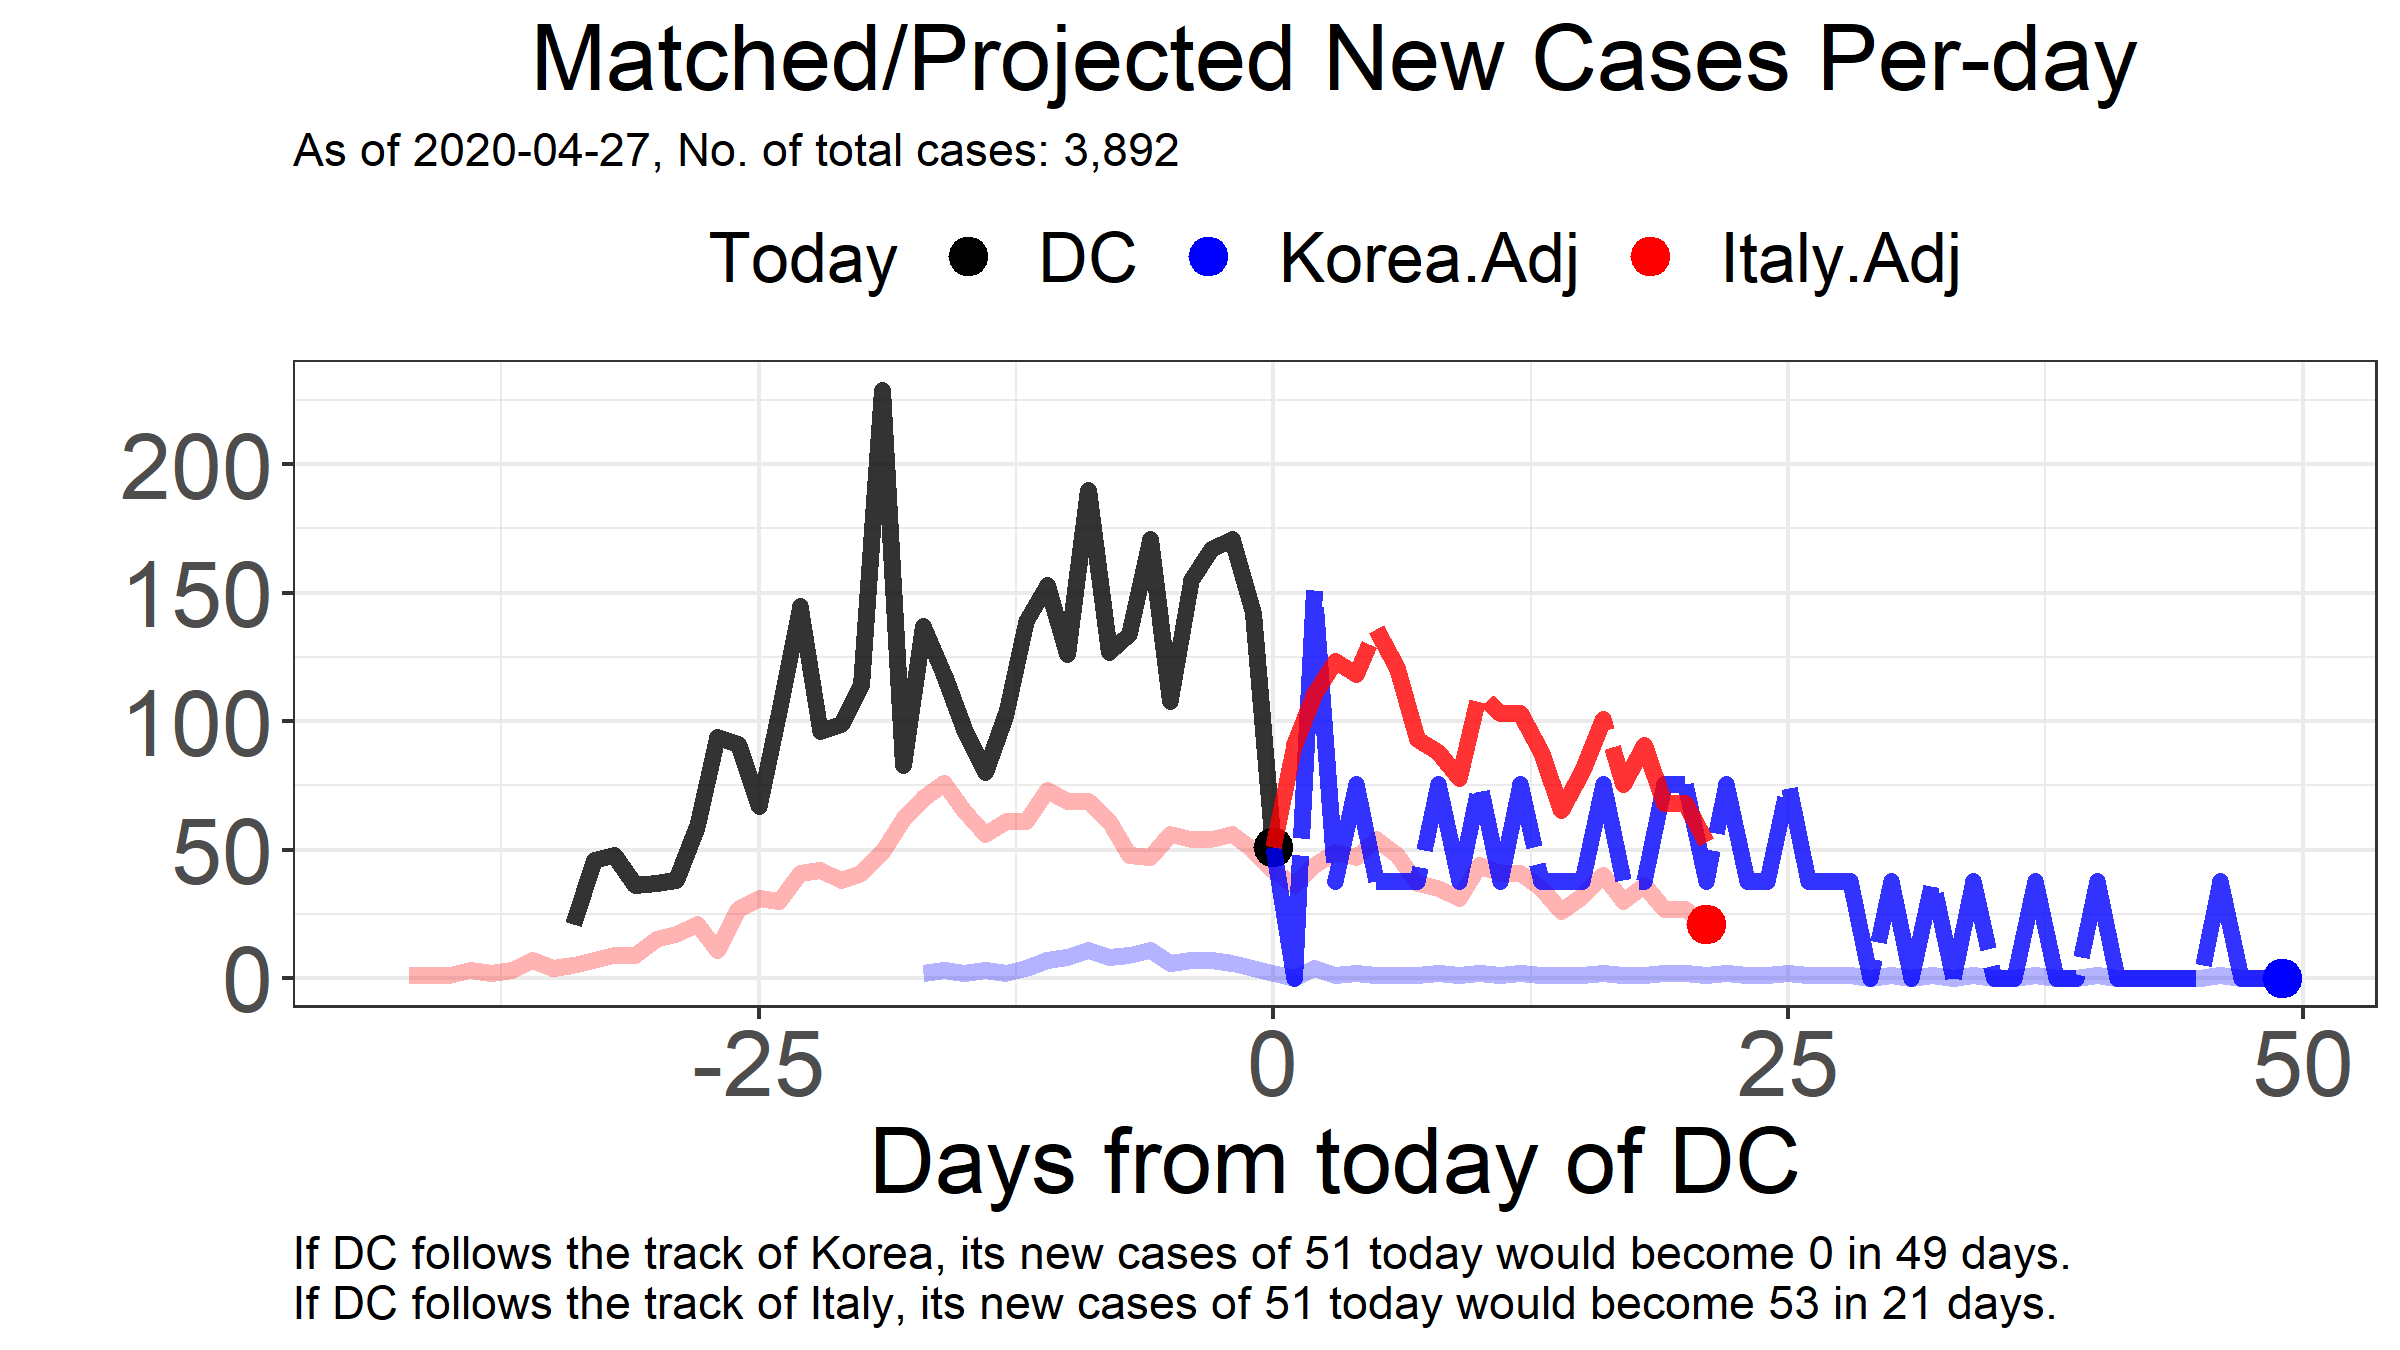 Matched/Projected New Cases Per-day
As of 2020-04-27, No. of total cases: 3,892
Today DC Korea.Adj Italy.Adj
200
150
100
50
0
-25 0 25 50
Days from today of DC
If DC follows the track of Korea, its new cases of 51 today would become 0 in 49 days.
If DC follows the track of Italy, its new cases of 51 today would become 53 in 21 days.